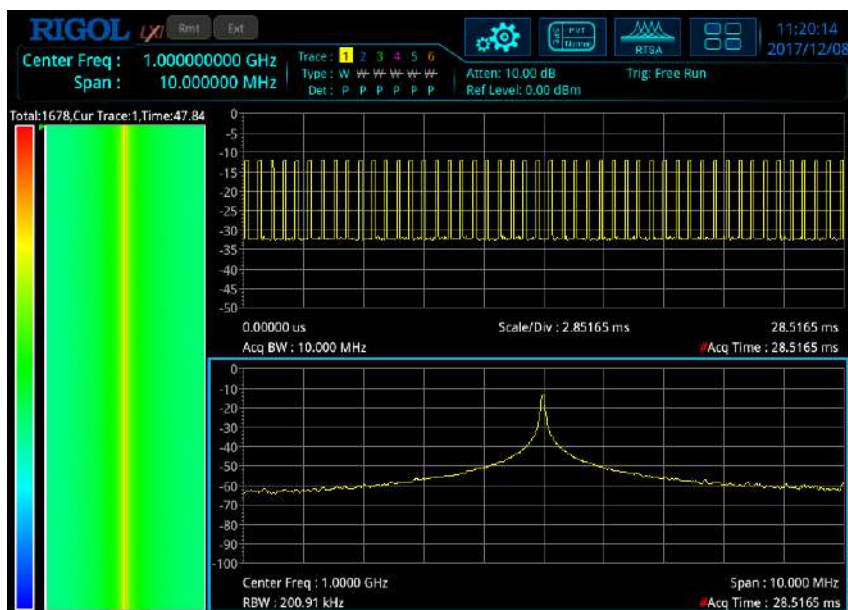 RIGOL LXI Rmt Ext
11:20:14
2017/12/08
Center Freq : 1.000000000 GHz
Span : 10.000000 MHz
Trace : 1 2 3 4 5 6
Type : W W W W W W
Det : P P P P P P
Atten: 10.00 dB
Ref Level: 0.00 dBm
PVT
Normal
RTSA
Trig: Free Run
Total:1678,Cur Trace:1,Time:47.84
0
-5
-10
-15
-20
-25
-30
-35
-40
-45
-50
0.00000 us Scale/Div : 2.85165 ms 28.5165 ms
Acq BW : 10.000 MHz #Acq Time : 28.5165 ms
0
-10
-20
-30
-40
-50
-60
-70
-80
-90
-100
Center Freq : 1.0000 GHz Span : 10.000 MHz
RBW : 200.91 kHz #Acq Time : 28.5165 ms